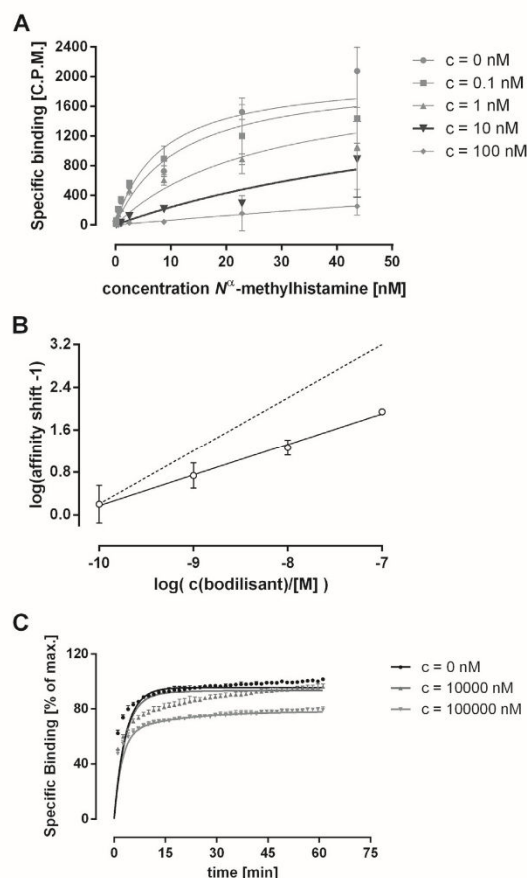 A
Specific binding [C.P.M.]
2400
2000
1600
1200
800
400
0
0 10 20 30 40 50
concentration Nα-methylhistamine [nM]
c = 0 nM
c = 0.1 nM
c = 1 nM
c = 10 nM
c = 100 nM
B
log(affinity shift -1)
3.2
2.4
1.6
0.8
0.0
-10 -9 -8 -7
log( c(bodilisant)/[M] )
C
Specific Binding [% of max.]
120
80
40
0
0 15 30 45 60 75
time [min]
c = 0 nM
c = 10000 nM
c = 100000 nM